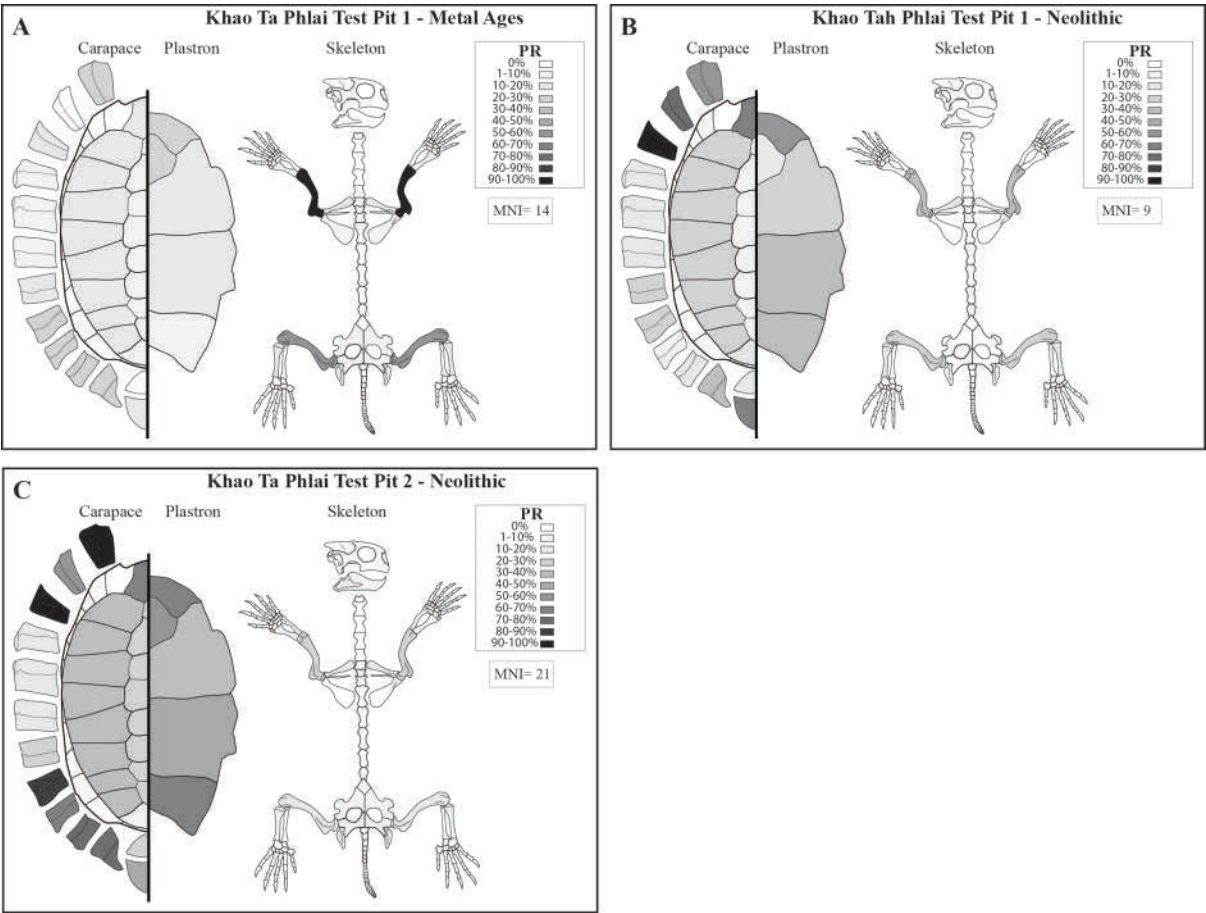 A
Khao Ta Phlai Test Pit 1 - Metal Ages
Carapace Plastron Skeleton
PR
0%
1-10%
10-20%
20-30%
30-40%
40-50%
50-60%
60-70%
70-80%
80-90%
90-100%
MNI= 14
B
Khao Tah Phlai Test Pit 1 - Neolithic
Carapace Plastron Skeleton
PR
0%
1-10%
10-20%
20-30%
30-40%
40-50%
50-60%
60-70%
70-80%
80-90%
90-100%
MNI= 9
C
Khao Ta Phlai Test Pit 2 - Neolithic
Carapace Plastron Skeleton
PR
0%
1-10%
10-20%
20-30%
30-40%
40-50%
50-60%
60-70%
70-80%
80-90%
90-100%
MNI= 21